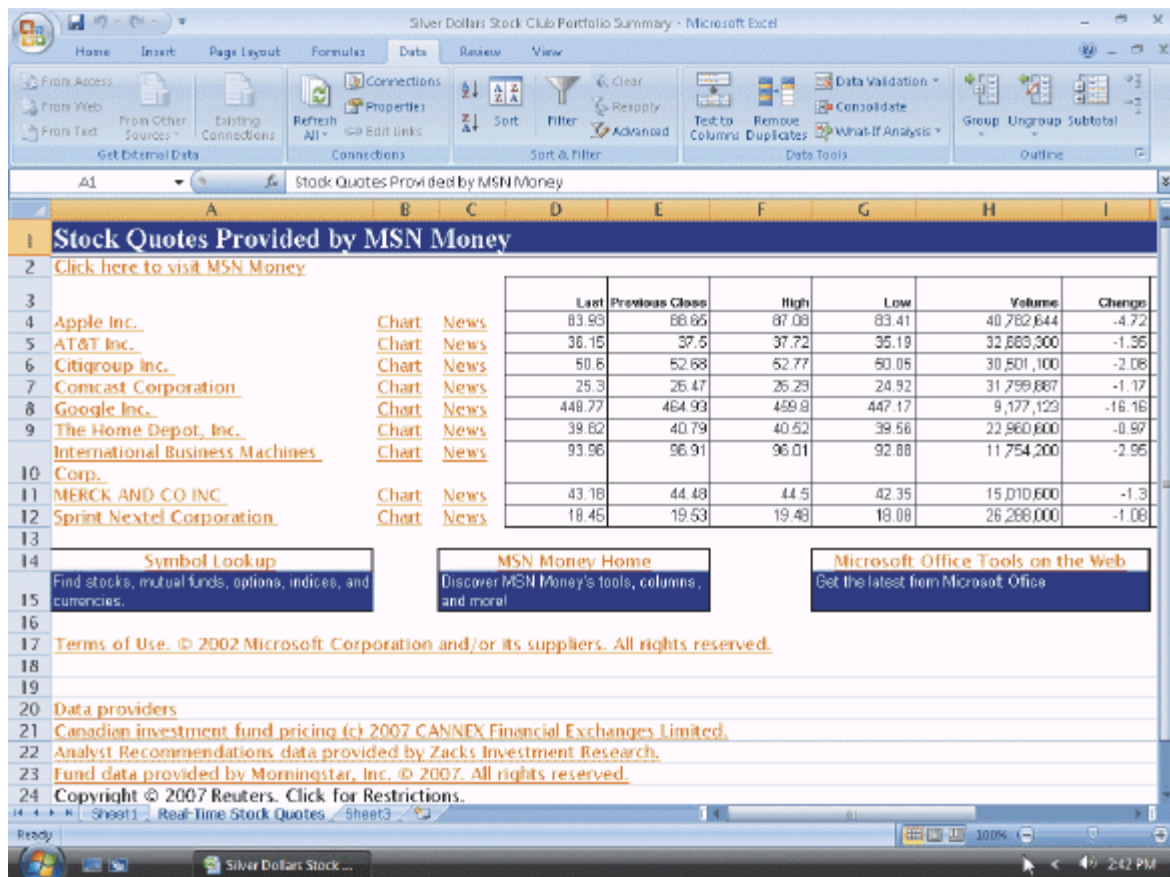 Silver Dollars Stock Club Portfolio Summary - Microsoft Excel
Home Insert Page Layout Formulas Data Review View
From Access
From Web
From Text
From Other Sources
Existing Connections
Get External Data
Refresh All
Connections
Properties
Edit Links
Connections
Sort
Filter
Clear
Reapply
Advanced
Sort & Filter
Text to Columns
Remove Duplicates
Data Validation
Consolidate
What-If Analysis
Data Tools
Group
Ungroup
Subtotal
Outline
A1 fx Stock Quotes Provided by MSN Money
A B C D E F G H I
1 Stock Quotes Provided by MSN Money
2 Click here to visit MSN Money
3 Last Previous Close High Low Volume Change
4 Apple Inc. Chart News 83.93 88.65 87.08 83.41 40,782,644 -4.72
5 AT&T Inc. Chart News 36.15 37.5 37.72 35.19 32,883,300 -1.35
6 Citigroup Inc. Chart News 50.6 52.68 52.77 50.05 30,501,100 -2.08
7 Comcast Corporation Chart News 25.3 26.47 26.29 24.92 31,799,887 -1.17
8 Google Inc. Chart News 448.77 464.93 459.8 447.17 9,177,123 -16.16
9 The Home Depot, Inc. Chart News 39.82 40.79 40.52 39.56 22,960,600 -0.97
International Business Machines Chart News 93.96 96.91 96.01 92.88 11,754,200 -2.95
10 Corp.
11 MERCK AND CO INC Chart News 43.18 44.48 44.5 42.35 15,010,600 -1.3
12 Sprint Nextel Corporation Chart News 18.45 19.53 19.48 18.08 26,288,000 -1.08
13
14 Symbol Lookup MSN Money Home Microsoft Office Tools on the Web
Find stocks, mutual funds, options, indices, and Discover MSN Money's tools, columns, Get the latest from Microsoft Office
15 currencies. and more!
16
17 Terms of Use. © 2002 Microsoft Corporation and/or its suppliers. All rights reserved.
18
19
20 Data providers
21 Canadian investment fund pricing (c) 2007 CANNEX Financial Exchanges Limited.
22 Analyst Recommendations data provided by Zacks Investment Research.
23 Fund data provided by Morningstar, Inc. © 2007. All rights reserved.
24 Copyright © 2007 Reuters. Click for Restrictions.
Sheet1 Real-Time Stock Quotes Sheet3
Ready 100%
Silver Dollars Stock ... 2:42 PM